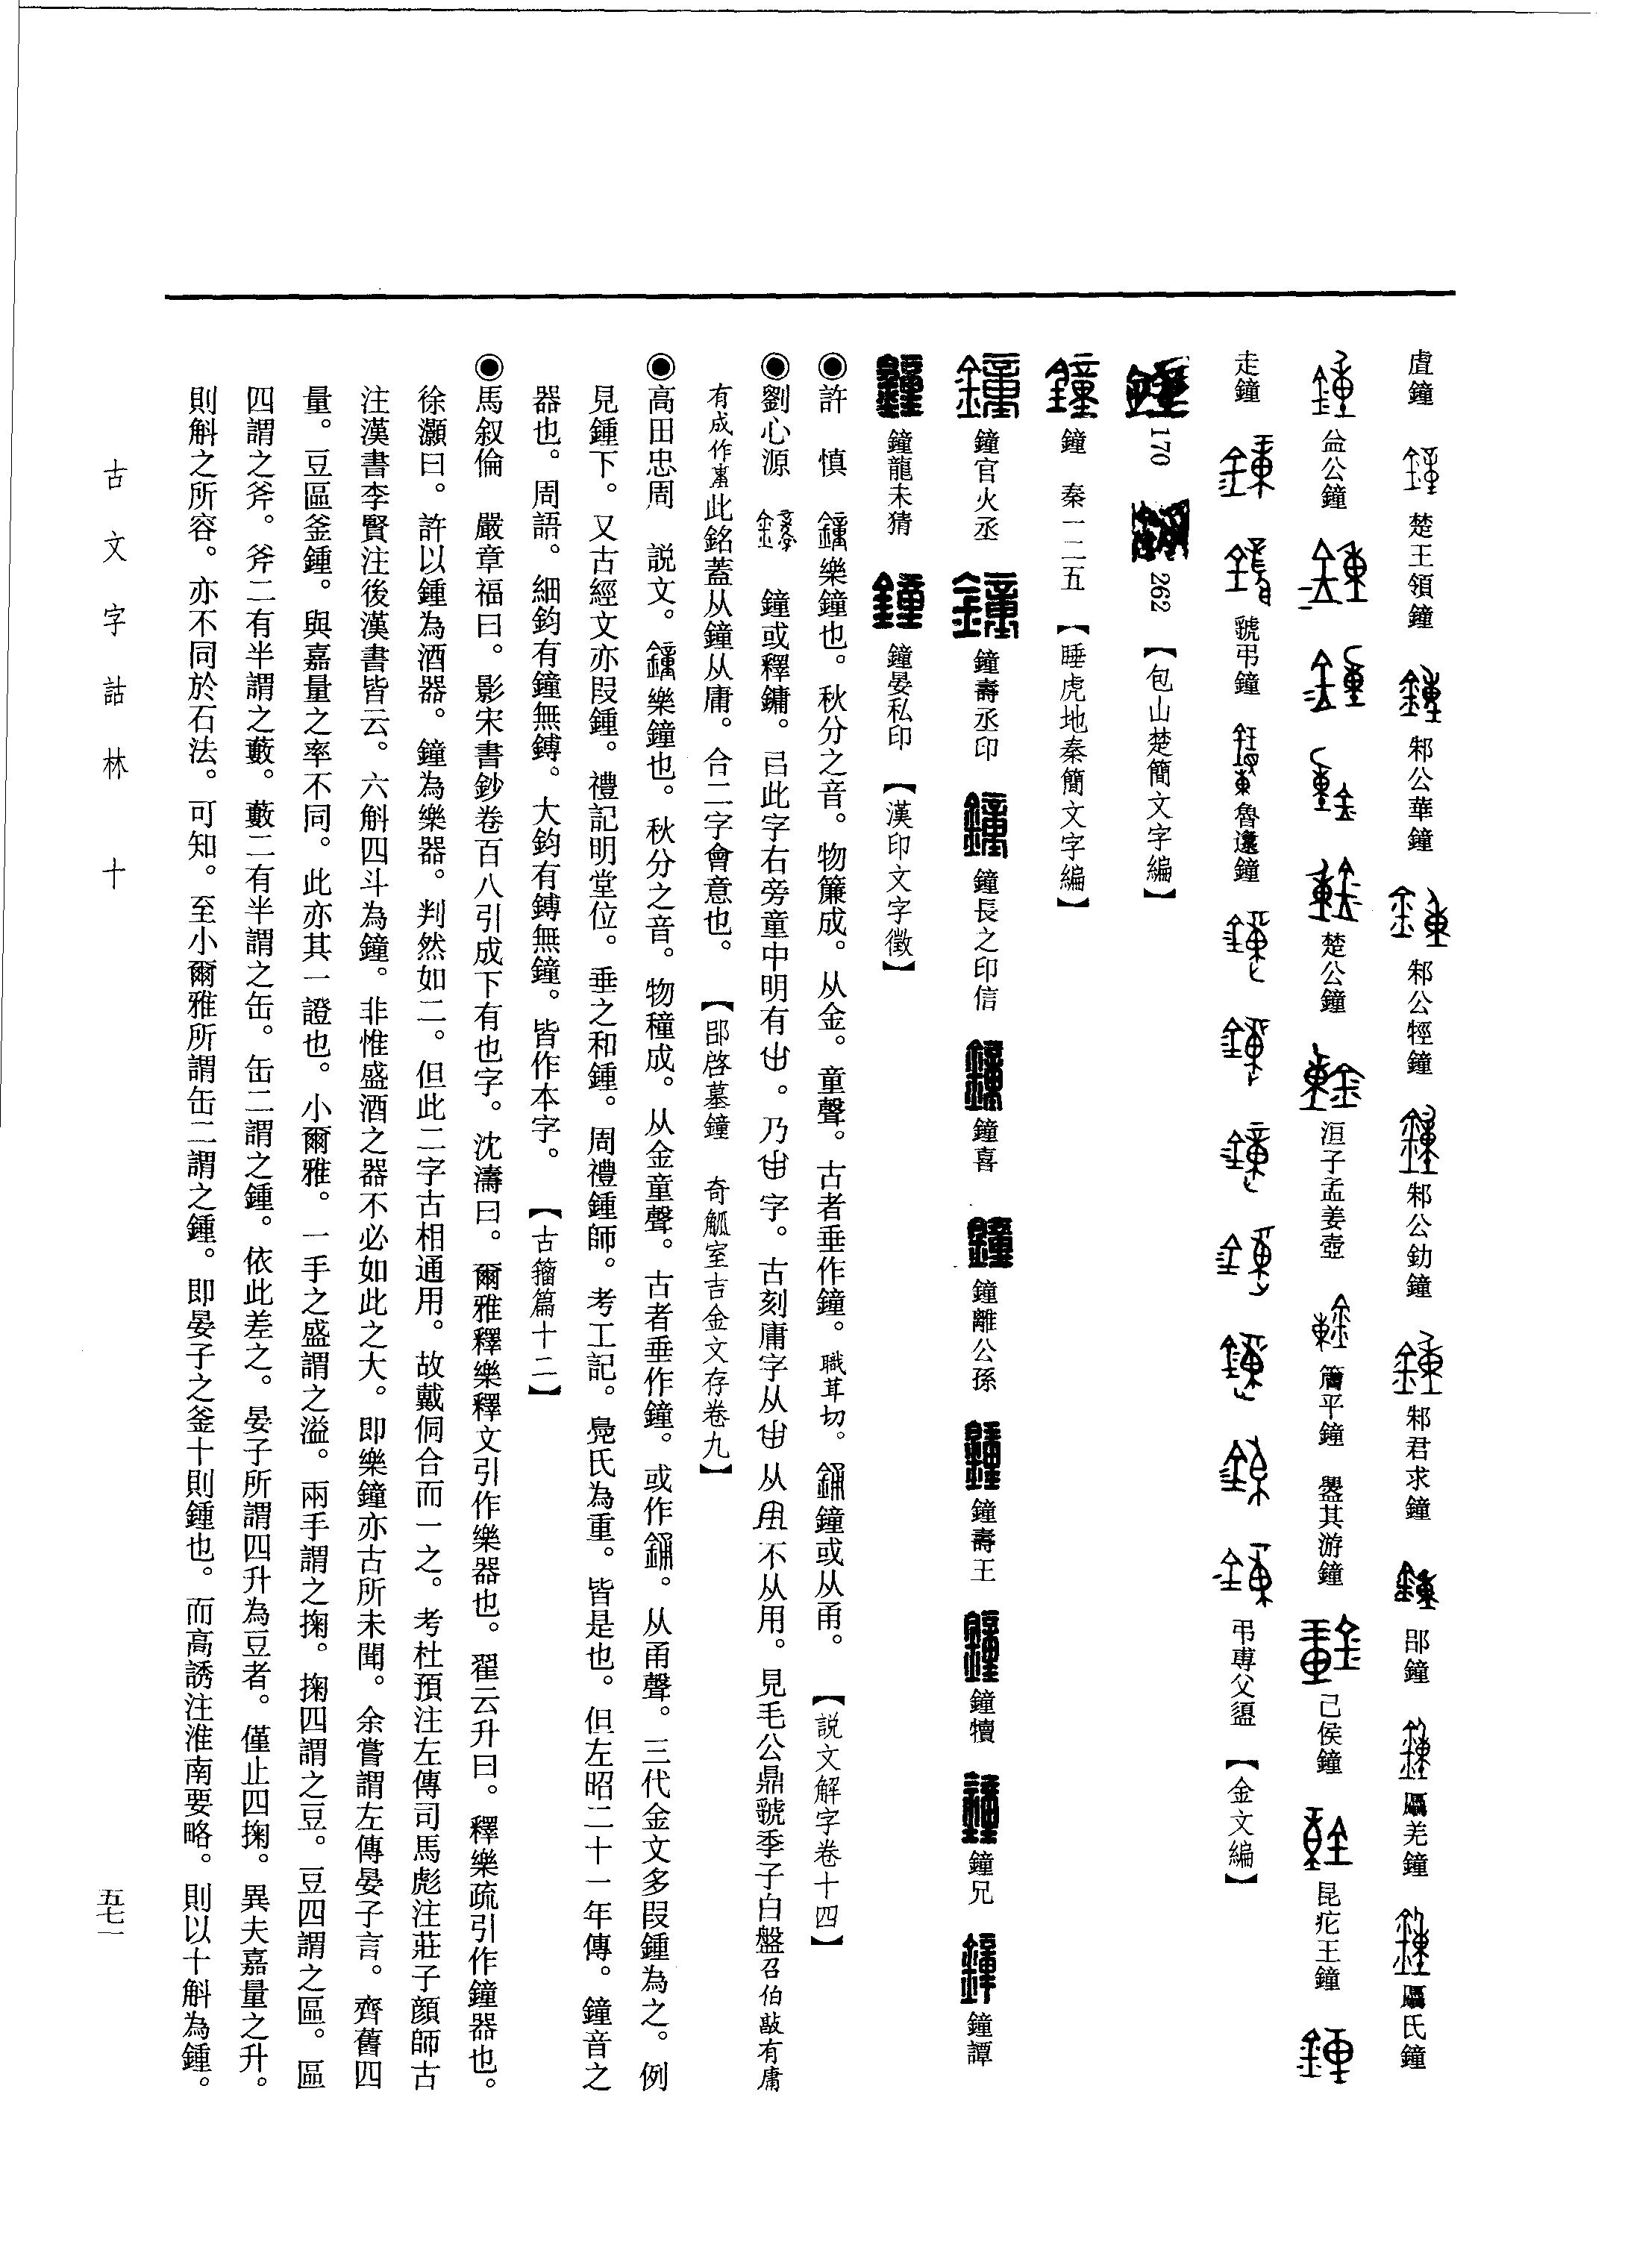 虘鐘 楚王領鐘 邾公華鐘 邾公牼鐘 邾公釛鐘 邾君求鐘 郘鐘 羌鐘 氏鐘
益公鐘 楚公鐘 洹子孟姜壺 平鐘 其游鐘 己侯鐘 昆疕王鐘
走鐘 虢弔鐘 魯邍鐘 弔尃父盨 【金文編】
170 262 【包山楚簡文字編】
鐘 秦一二五 【睡虎地秦簡文字編】
鐘官火丞 鐘壽丞印 鐘長之印信 鐘喜 鐘離公孫 鐘壽王 鐘犢 鐘兄 鐘譚
鐘龍未猜 鐘晏私印 【漢印文字徵】
◉許 慎 鐘樂鐘也。秋分之音。物簾成。从金。童聲。古者垂作鐘。職茸切。銿鐘或从甬。 【説文解字卷十四】
◉劉心源 鐘或釋鏞。㠯此字右旁童中明有。乃字。古刻庸字从从不从用。見毛公鼎虢季子白盤召伯𣪘有庸
有成作此銘蓋从鐘从庸。合二字會意也。 【郘啓墓鐘 奇觚室吉金文存卷九】
◉高田忠周 説文。鐘樂鐘也。秋分之音。物穜成。从金童聲。古者垂作鐘。或作銿。从甬聲。三代金文多叚鍾為之。例
見鍾下。又古經文亦叚鍾。禮記明堂位。垂之和鍾。周禮鍾師。考工記。鳧氏為重。皆是也。但左昭二十一年傳。鐘音之
器也。周語。細鈞有鐘無鎛。大鈞有鎛無鐘。皆作本字。 【古籀篇十二】
◉馬叙倫 嚴章福曰。影宋書鈔卷百八引成下有也字。沈濤曰。爾雅釋樂釋文引作樂器也。翟云升曰。釋樂疏引作鐘器也。
徐灝曰。許以鍾為酒器。鐘為樂器。判然如二。但此二字古相通用。故戴侗合而一之。考杜預注左傳司馬彪注莊子顔師古
注漢書李賢注後漢書皆云。六斛四斗為鐘。非惟盛酒之器不必如此之大。即樂鐘亦古所未聞。余嘗謂左傳晏子言。齊舊四
量。豆區釜鍾。與嘉量之率不同。此亦其一證也。小爾雅。一手之盛謂之溢。兩手謂之掬。掬四謂之豆。豆四謂之區。區
四謂之斧。斧二有半謂之藪。藪二有半謂之缶。缶二謂之鍾。依此差之。晏子所謂四升為豆者。僅止四掬。異夫嘉量之升。
則斛之所容。亦不同於石法。可知。至小爾雅所謂缶二謂之鍾。即晏子之釜十則鍾也。而高誘注淮南要略。則以十斛為鍾。
古文字詁林 十
五七一